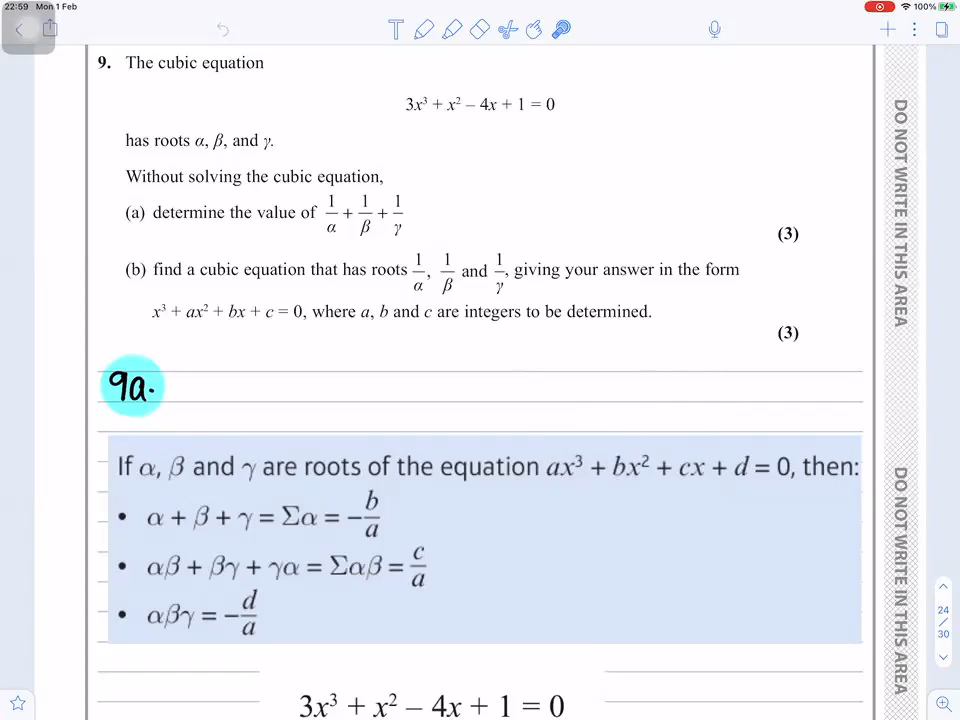 22:59 Mon 1 Feb
100%
9. The cubic equation
3x³ + x² – 4x + 1 = 0
has roots α, β, and γ.
Without solving the cubic equation,
(a) determine the value of 1/α + 1/β + 1/γ
(3)
(b) find a cubic equation that has roots 1/α, 1/β and 1/γ, giving your answer in the form
x³ + ax² + bx + c = 0, where a, b and c are integers to be determined.
(3)
9a.
If α, β and γ are roots of the equation ax³ + bx² + cx + d = 0, then:
• α + β + γ = Σα = −b/a
• αβ + βγ + γα = Σαβ = c/a
• αβγ = −d/a
3x³ + x² – 4x + 1 = 0
DO NOT WRITE IN THIS AREA
DO NOT WRITE IN THIS AREA
24
/
30